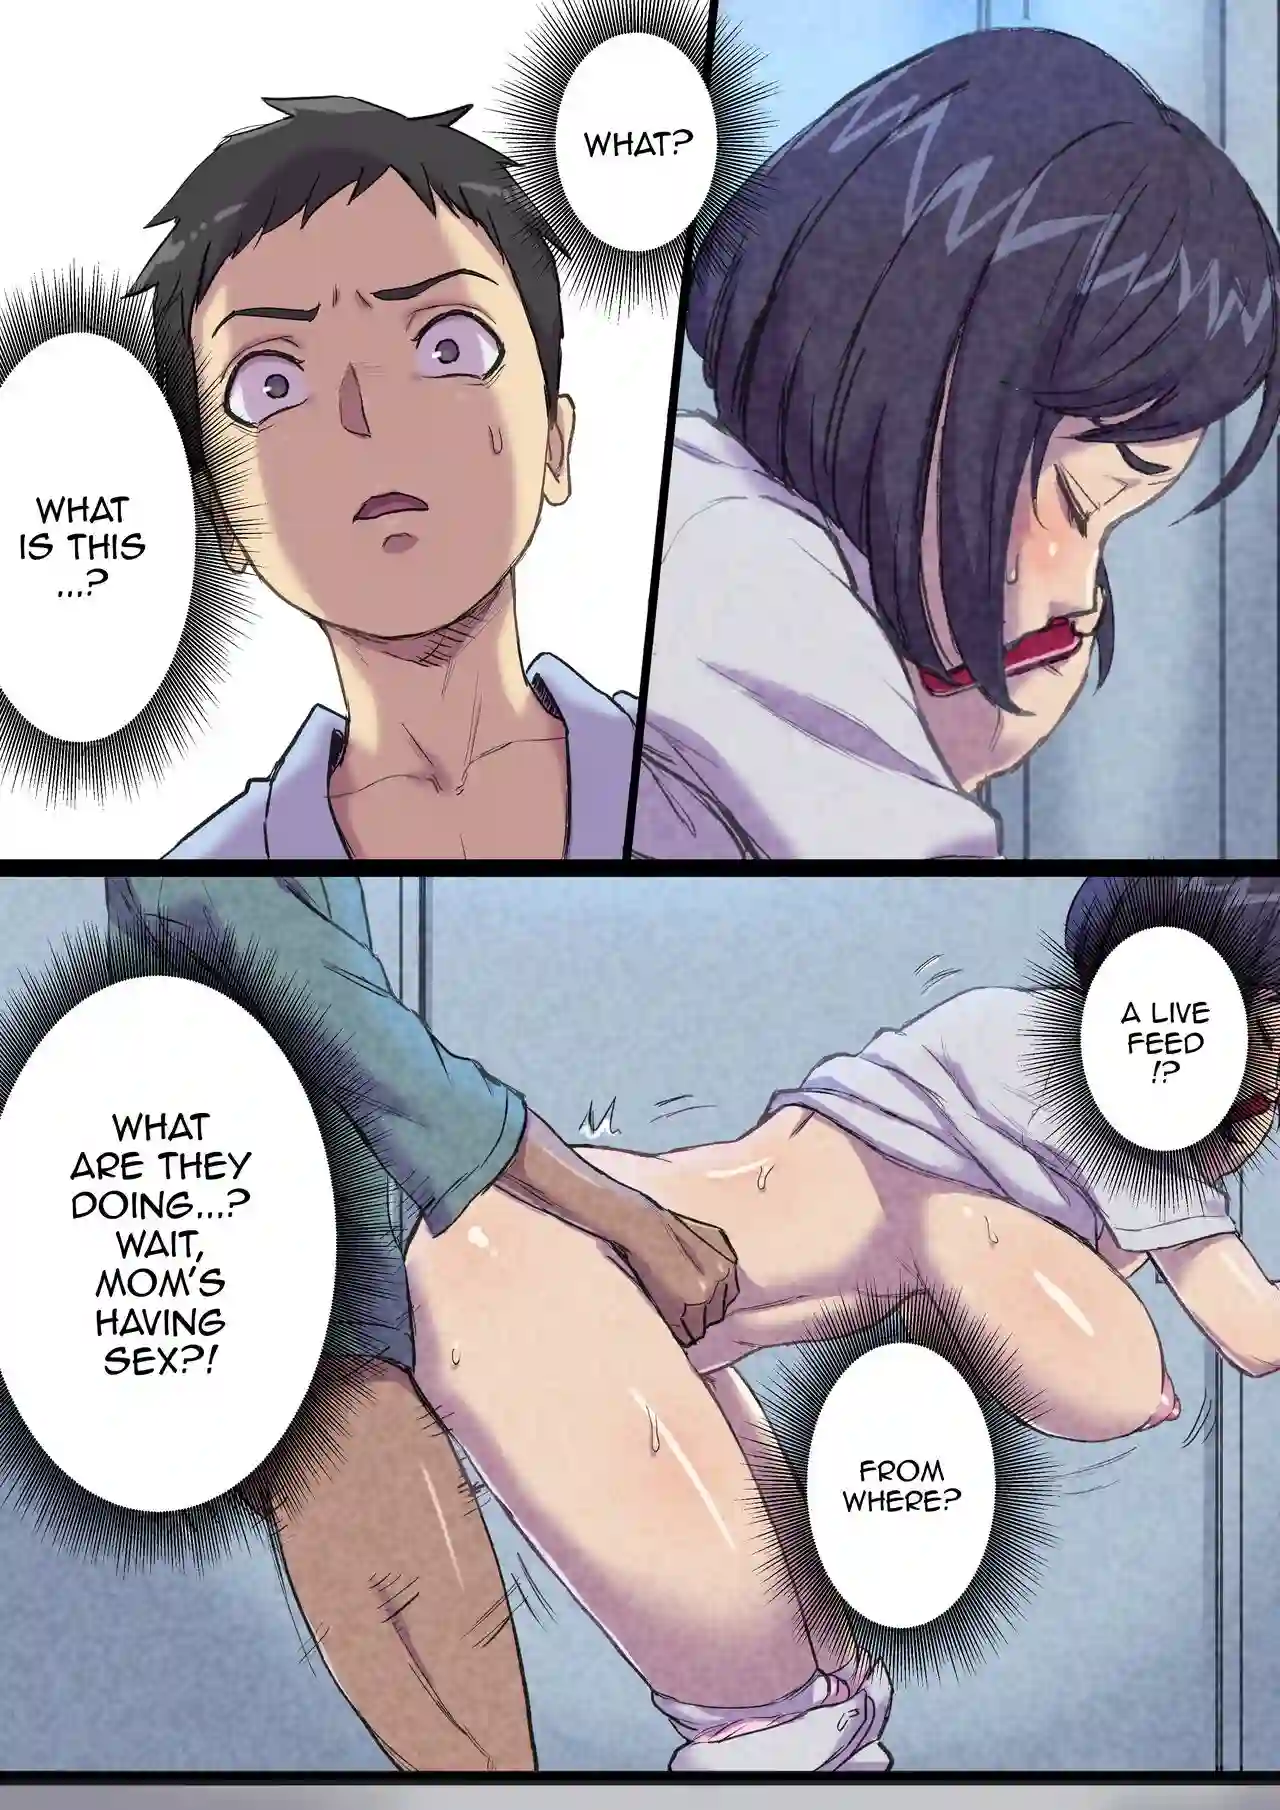 WHAT?
WHAT
IS THIS
...?
A LIVE
FEED
!?
WHAT
ARE THEY
DOING...?
WAIT,
MOM'S
HAVING
SEX?!
FROM
WHERE?